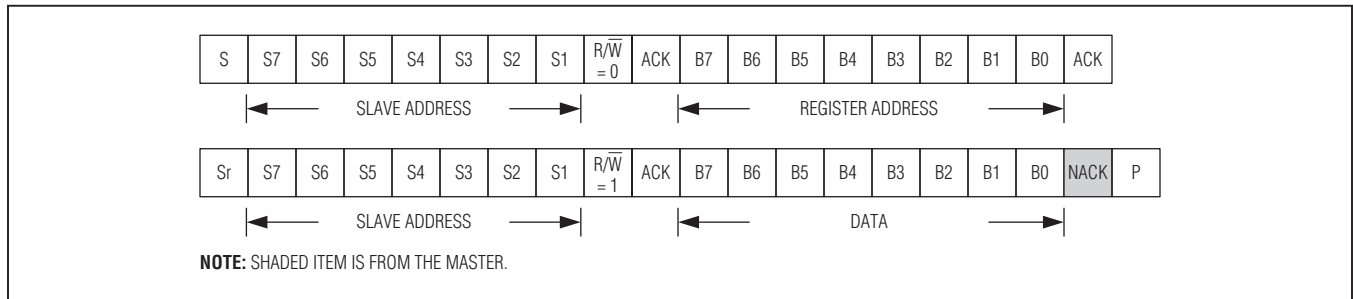 S S7 S6 S5 S4 S3 S2 S1 R/W̅ = 0 ACK B7 B6 B5 B4 B3 B2 B1 B0 ACK
SLAVE ADDRESS REGISTER ADDRESS
Sr S7 S6 S5 S4 S3 S2 S1 R/W̅ = 1 ACK B7 B6 B5 B4 B3 B2 B1 B0 NACK P
SLAVE ADDRESS DATA
NOTE: SHADED ITEM IS FROM THE MASTER.